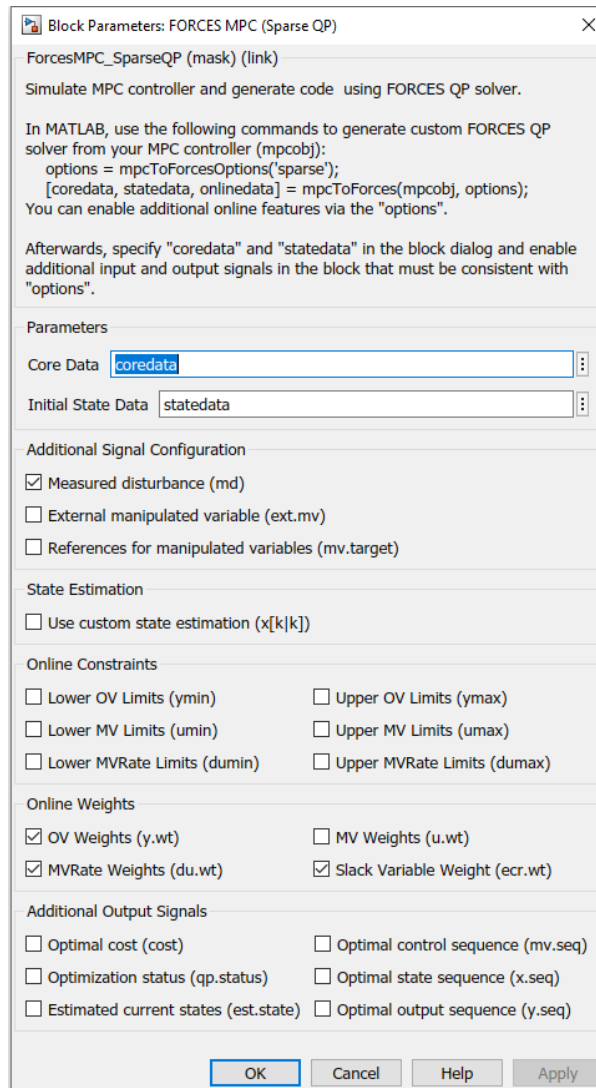 Block Parameters: FORCES MPC (Sparse QP)
ForcesMPC_SparseQP (mask) (link)
Simulate MPC controller and generate code  using FORCES QP solver.
In MATLAB, use the following commands to generate custom FORCES QP
solver from your MPC controller (mpcobj):
options = mpcToForcesOptions('sparse');
[coredata, statedata, onlinedata] = mpcToForces(mpcobj, options);
You can enable additional online features via the "options".
Afterwards, specify "coredata" and "statedata" in the block dialog and enable
additional input and output signals in the block that must be consistent with
"options".
Parameters
Core Data coredata
Initial State Data statedata
Additional Signal Configuration
Measured disturbance (md)
External manipulated variable (ext.mv)
References for manipulated variables (mv.target)
State Estimation
Use custom state estimation (x[k|k])
Online Constraints
Lower OV Limits (ymin) Upper OV Limits (ymax)
Lower MV Limits (umin) Upper MV Limits (umax)
Lower MVRate Limits (dumin) Upper MVRate Limits (dumax)
Online Weights
OV Weights (y.wt) MV Weights (u.wt)
MVRate Weights (du.wt) Slack Variable Weight (ecr.wt)
Additional Output Signals
Optimal cost (cost) Optimal control sequence (mv.seq)
Optimization status (qp.status) Optimal state sequence (x.seq)
Estimated current states (est.state) Optimal output sequence (y.seq)
OK Cancel Help Apply